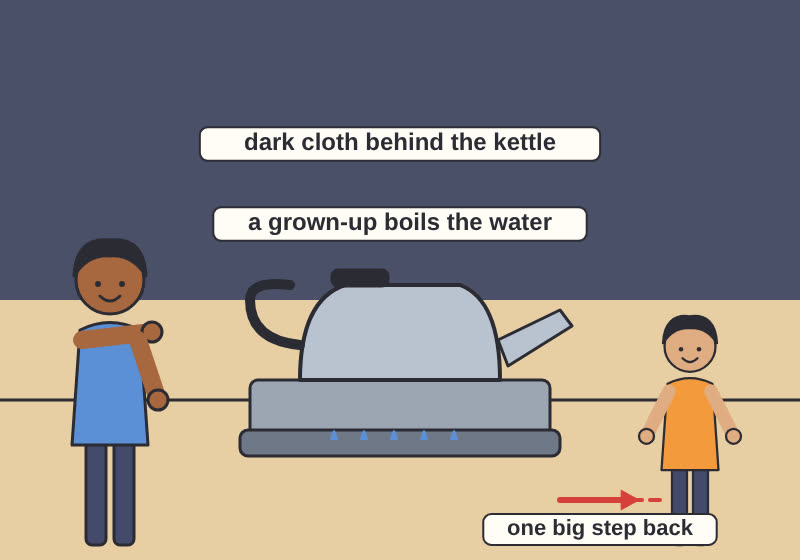 dark cloth behind the kettle
a grown-up boils the water
one big step back